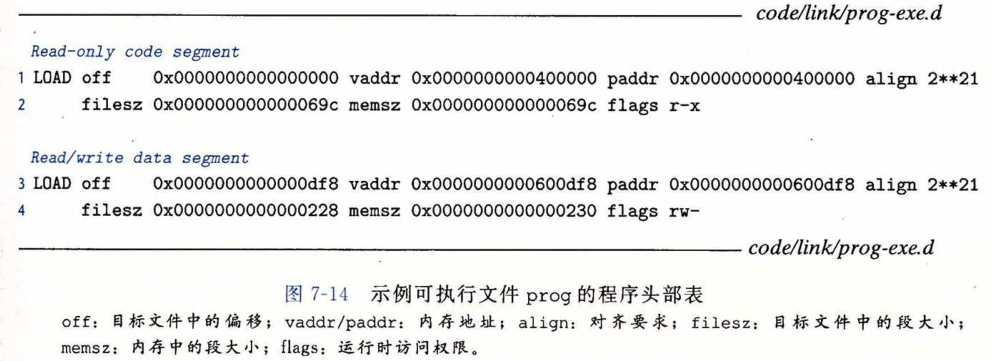 code/link/prog-exe.d
Read-only code segment
1 LOAD off 0x0000000000000000 vaddr 0x0000000000400000 paddr 0x0000000000400000 align 2**21
2 filesz 0x000000000000069c memsz 0x000000000000069c flags r-x
Read/write data segment
3 LOAD off 0x0000000000000df8 vaddr 0x0000000000600df8 paddr 0x0000000000600df8 align 2**21
4 filesz 0x0000000000000228 memsz 0x0000000000000230 flags rw-
code/link/prog-exe.d
图 7-14 示例可执行文件 prog 的程序头部表
off：目标文件中的偏移；vaddr/paddr：内存地址；align：对齐要求；filesz：目标文件中的段大小；
memsz：内存中的段大小；flags：运行时访问权限。